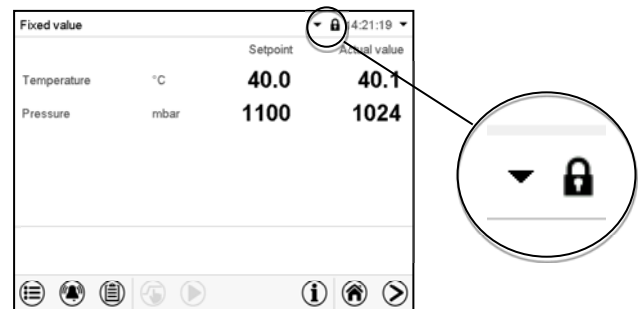 Fixed value 14:21:19
Setpoint Actual value
Temperature °C 40.0 40.1
Pressure mbar 1100 1024